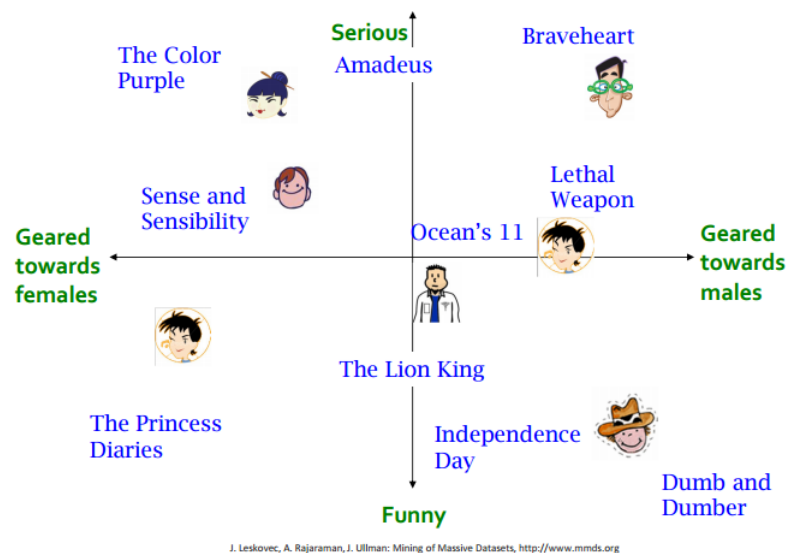 Serious
Braveheart
The Color
Purple
Amadeus
Lethal
Weapon
Sense and
Sensibility
Ocean's 11
Geared
towards
females
Geared
towards
males
The Lion King
The Princess
Diaries
Independence
Day
Dumb and
Dumber
Funny
J. Leskovec, A. Rajaraman, J. Ullman: Mining of Massive Datasets, http://www.mmds.org